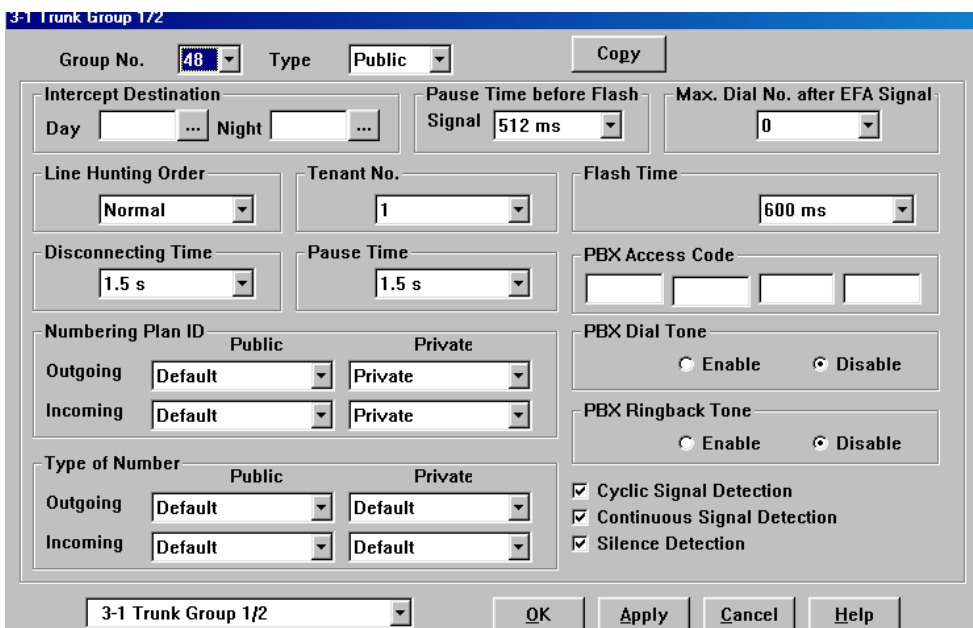 3-1 Trunk Group 1/2
Group No. 48 Type Public Copy
Intercept Destination
Day ... Night ...
Pause Time before Flash
Signal 512 ms
Max. Dial No. after EFA Signal
0
Line Hunting Order
Normal
Tenant No.
1
Flash Time
600 ms
Disconnecting Time
1.5 s
Pause Time
1.5 s
PBX Access Code
Numbering Plan ID
Public Private
Outgoing Default Private
Incoming Default Private
PBX Dial Tone
Enable Disable
PBX Ringback Tone
Enable Disable
Type of Number
Public Private
Outgoing Default Default
Incoming Default Default
Cyclic Signal Detection
Continuous Signal Detection
Silence Detection
3-1 Trunk Group 1/2 OK Apply Cancel Help